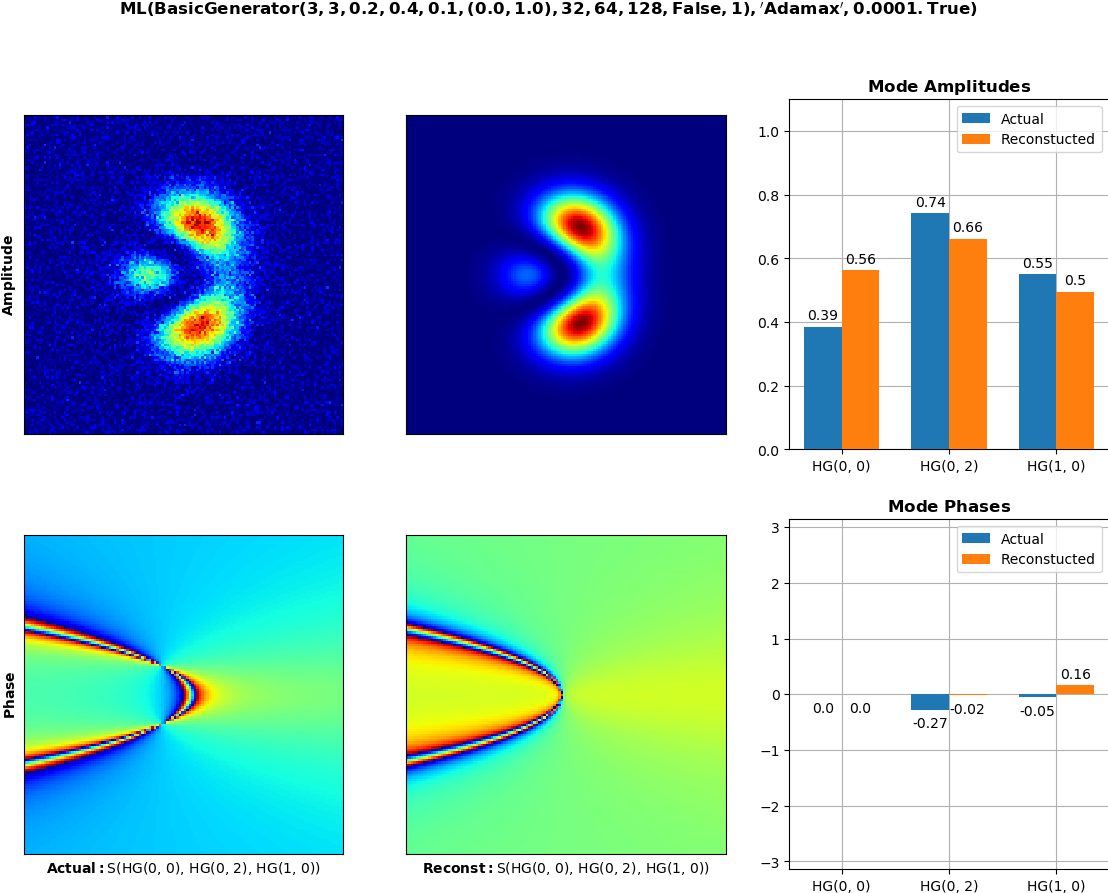 ML(BasicGenerator(3, 3, 0.2, 0.4, 0.1, (0.0, 1.0), 32, 64, 128, False, 1), ′Adamax′, 0.0001. True)
Mode Amplitudes
Amplitude
1.0
0.8
0.6
0.4
0.2
0.0
Actual
Reconstucted
0.39
0.56
0.74
0.66
0.55
0.5
HG(0, 0)
HG(0, 2)
HG(1, 0)
Mode Phases
Phase
3
2
1
0
−1
−2
−3
Actual
Reconstucted
0.0
0.0
-0.27
-0.02
-0.05
0.16
HG(0, 0)
HG(0, 2)
HG(1, 0)
Actual: S(HG(0, 0), HG(0, 2), HG(1, 0))
Reconst: S(HG(0, 0), HG(0, 2), HG(1, 0))